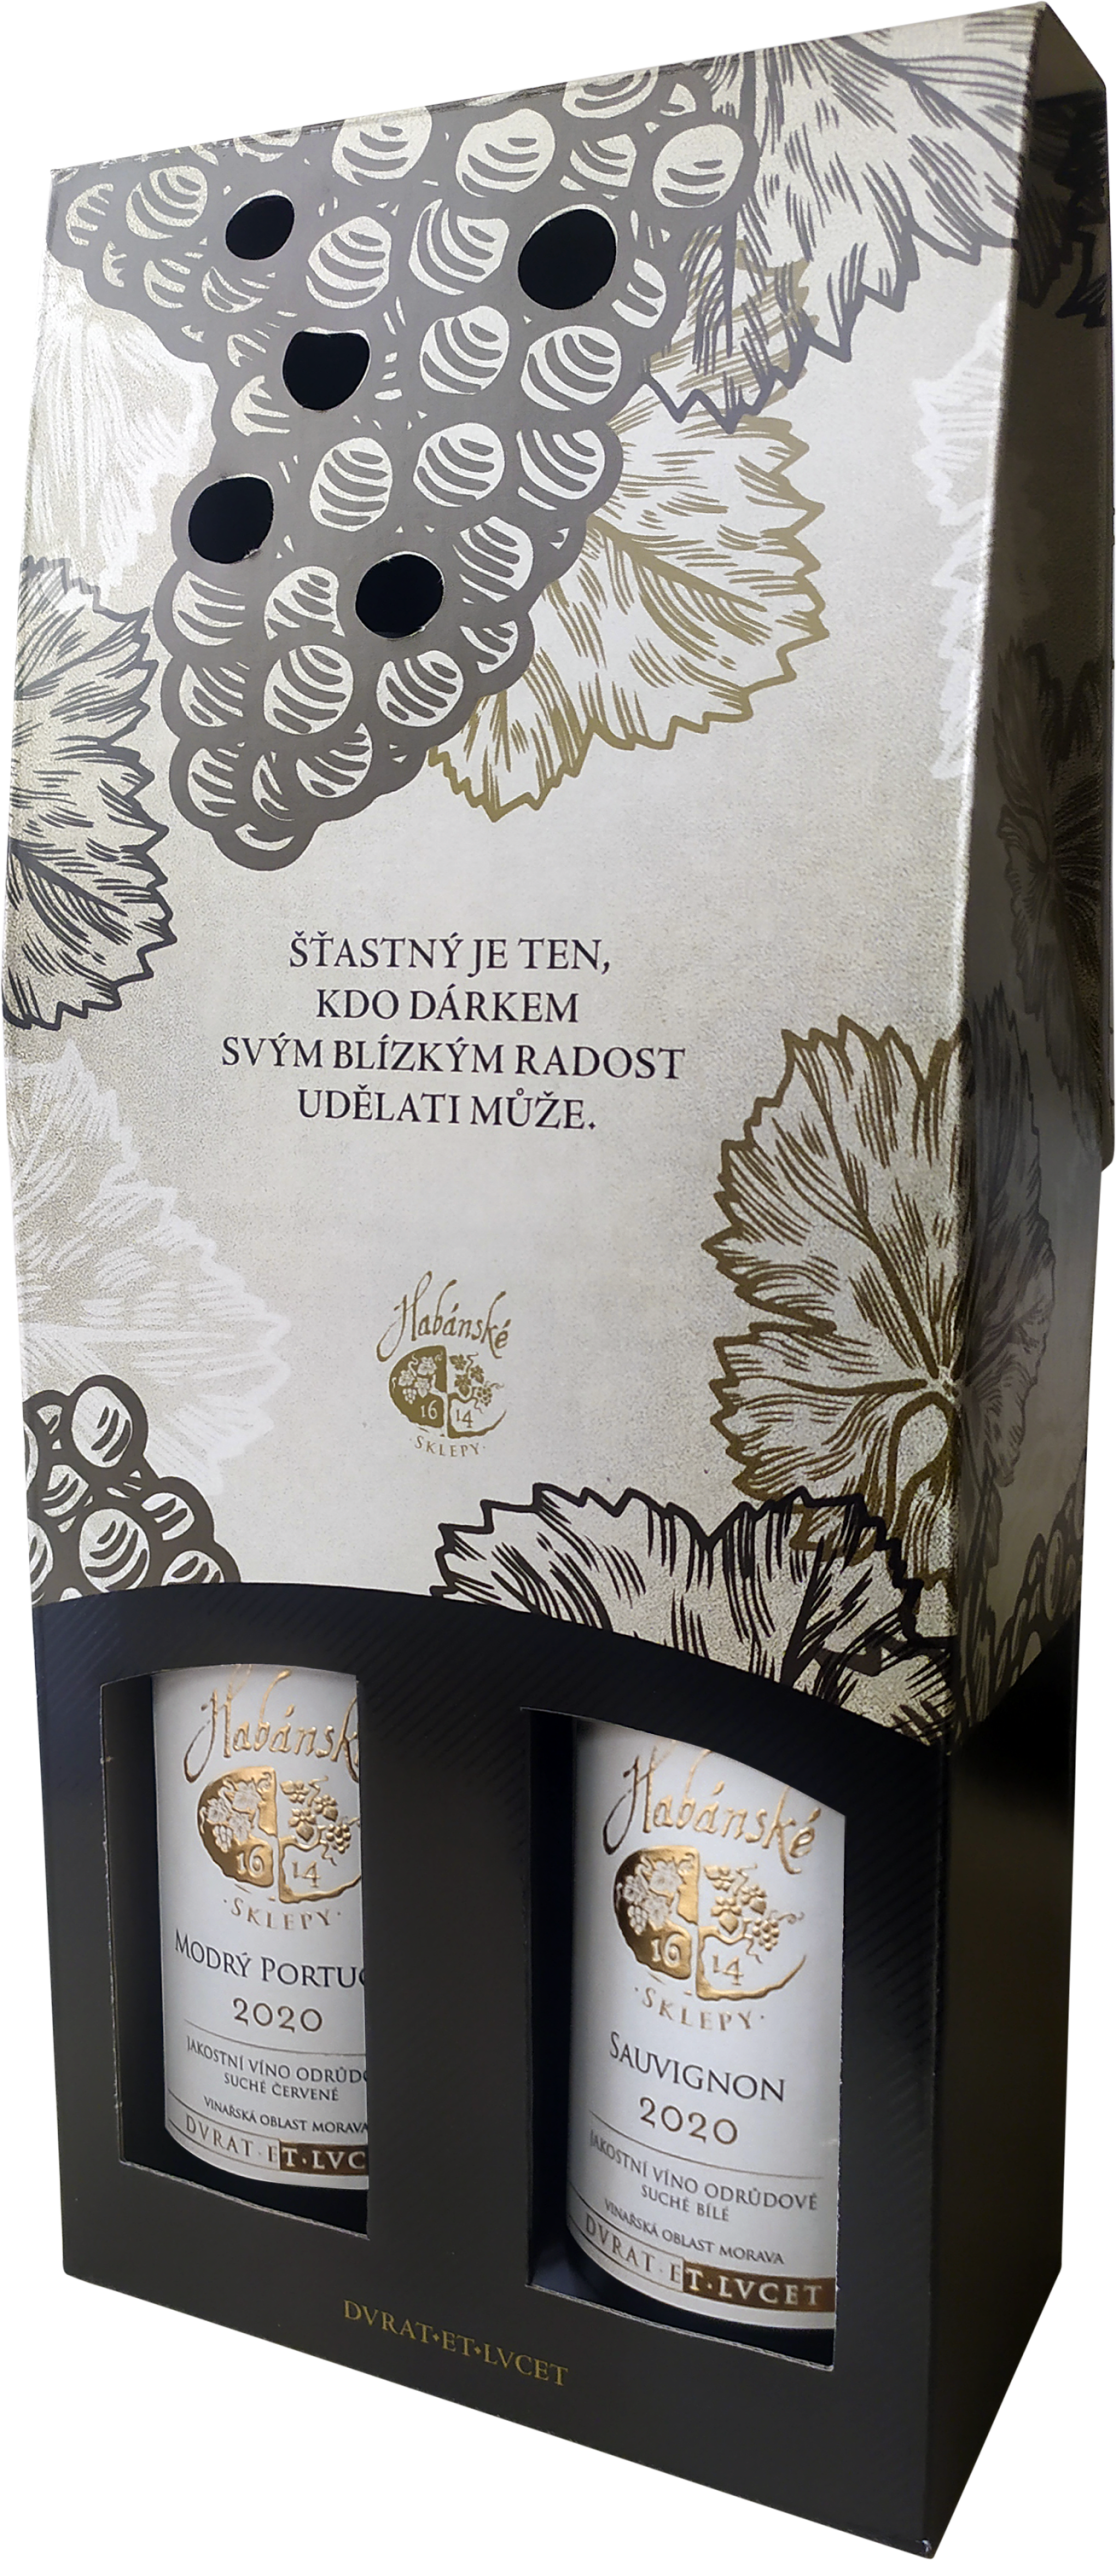 ŠŤASTNÝ JE TEN,
KDO DÁRKEM
SVÝM BLÍZKÝM RADOST
UDĚLATI MŮŽE.
Habánské
16 14
·SKLEPY·
Habánsk
16 14
·SKLEPY·
MODRÝ PORTUG
2020
JAKOSTNÍ VÍNO ODRŮDO
SUCHÉ ČERVENÉ
VINAŘSKÁ OBLAST MORAVA
DVRAT·ET·LVC
Habánské
16 14
·SKLEPY·
SAUVIGNON
2020
JAKOSTNÍ VÍNO ODRŮDOVÉ
SUCHÉ BÍLÉ
VINAŘSKÁ OBLAST MORAVA
DVRAT·ET·LVCET
DVRAT·ET·LVCET